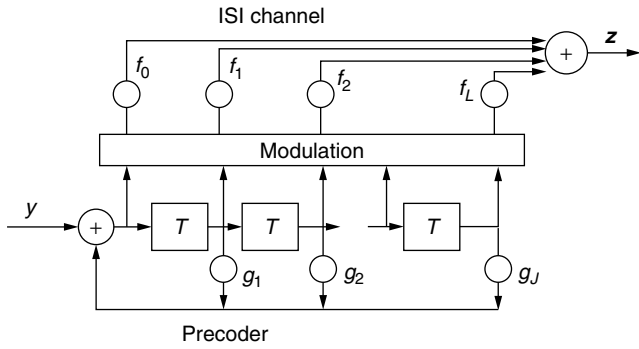 ISI channel
z
+
f0
f1
f2
fL
Modulation
y
+
T
T
T
g1
g2
gJ
Precoder